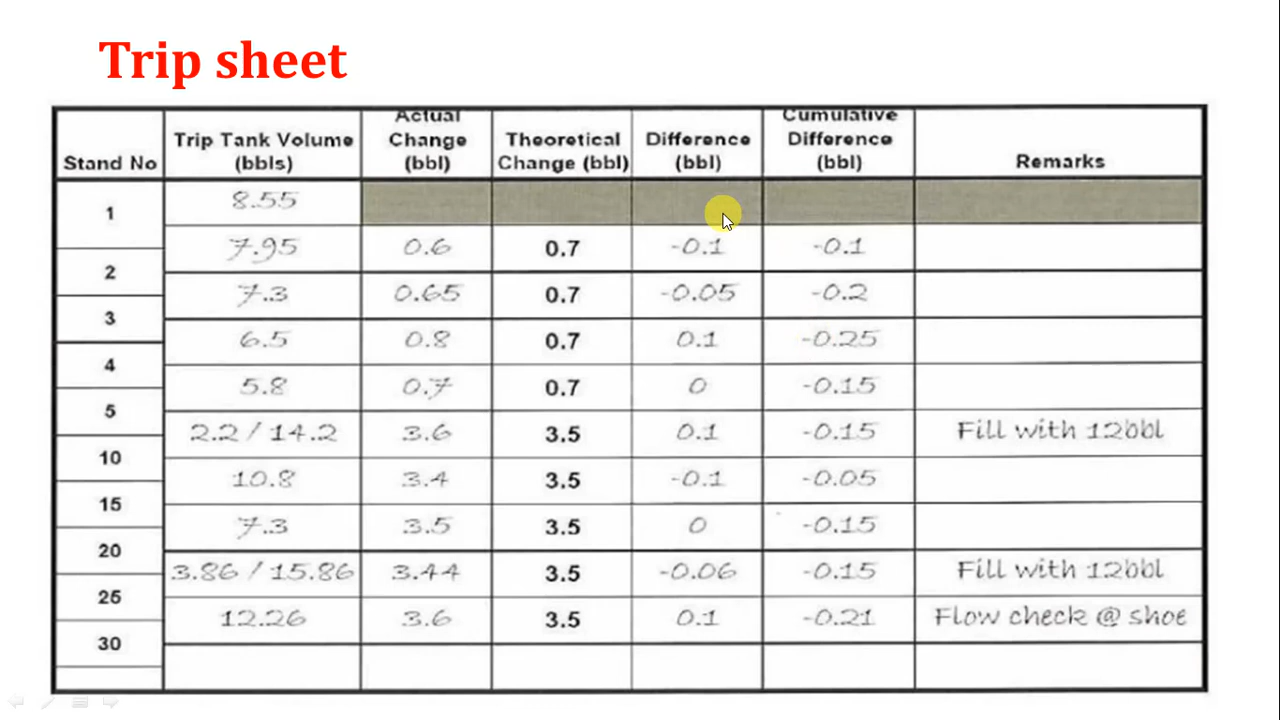 Trip sheet
Stand No | Trip Tank Volume (bbls) | Actual Change (bbl) | Theoretical Change (bbl) | Difference (bbl) | Cumulative Difference (bbl) | Remarks
1 | 8.55
2 | 7.95 | 0.6 | 0.7 | -0.1 | -0.1
3 | 7.3 | 0.65 | 0.7 | -0.05 | -0.2
4 | 6.5 | 0.8 | 0.7 | 0.1 | -0.25
5 | 5.8 | 0.7 | 0.7 | 0 | -0.15
10 | 2.2 / 14.2 | 3.6 | 3.5 | 0.1 | -0.15 | Fill with 12bbl
15 | 10.8 | 3.4 | 3.5 | -0.1 | -0.05
20 | 7.3 | 3.5 | 3.5 | 0 | -0.15
25 | 3.86 / 15.86 | 3.44 | 3.5 | -0.06 | -0.15 | Fill with 12bbl
30 | 12.26 | 3.6 | 3.5 | 0.1 | -0.21 | Flow check @ shoe